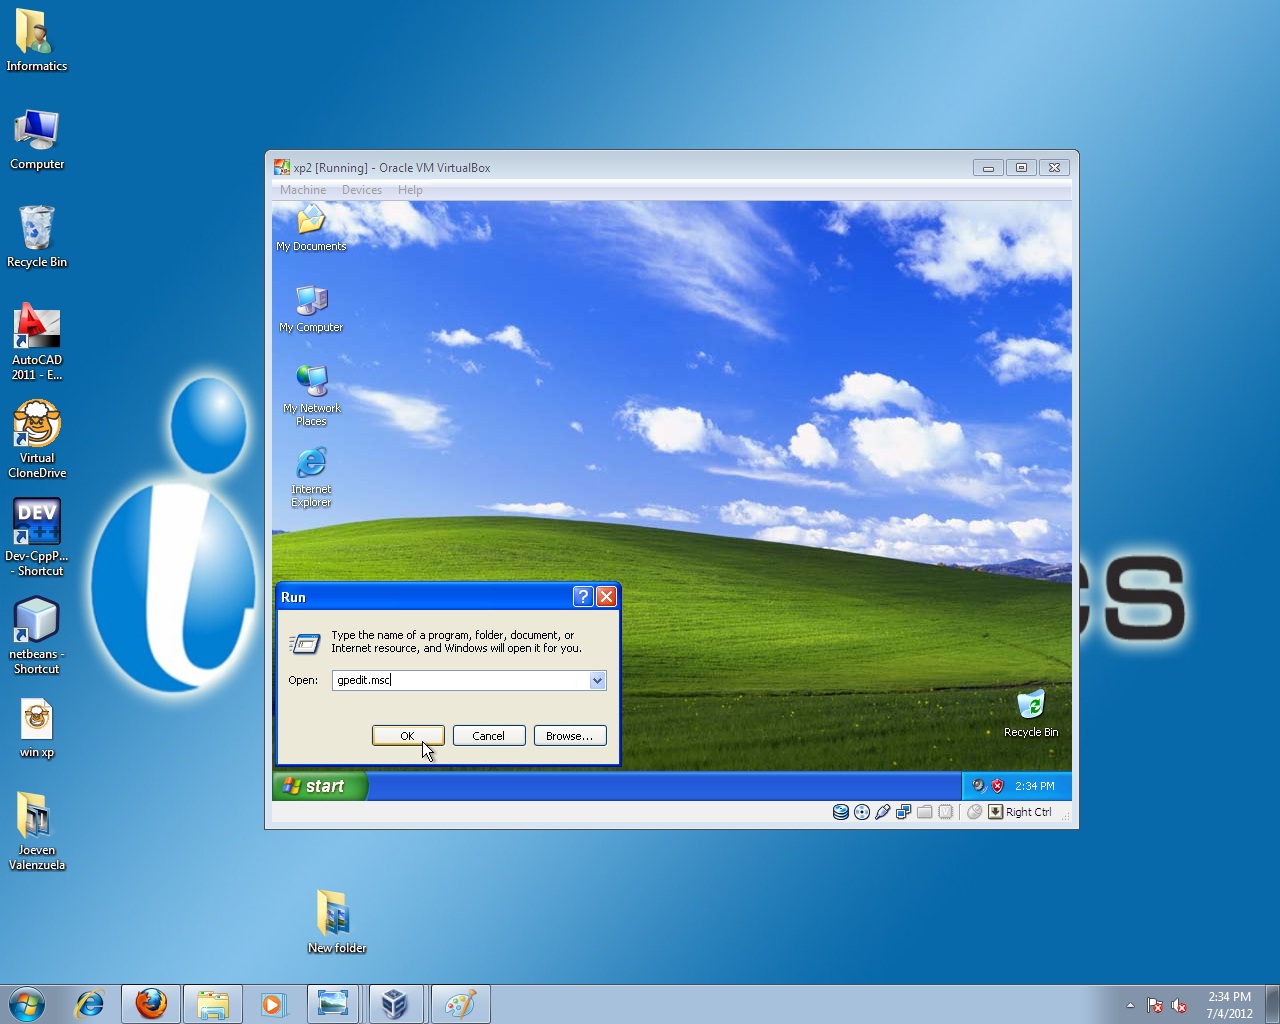 Informatics
Computer
Recycle Bin
AutoCAD
2011 - E...
Virtual
CloneDrive
DEV
C++
Dev-CppP...
- Shortcut
netbeans -
Shortcut
win xp
Joeven
Valenzuela
New folder
xp2 [Running] - Oracle VM VirtualBox
Machine Devices Help
My Documents
My Computer
My Network
Places
Internet
Explorer
Run
Type the name of a program, folder, document, or
Internet resource, and Windows will open it for you.
Open: gpedit.msc
OK Cancel Browse...
Recycle Bin
start
2:34 PM
Right Ctrl
cs
2:34 PM
7/4/2012